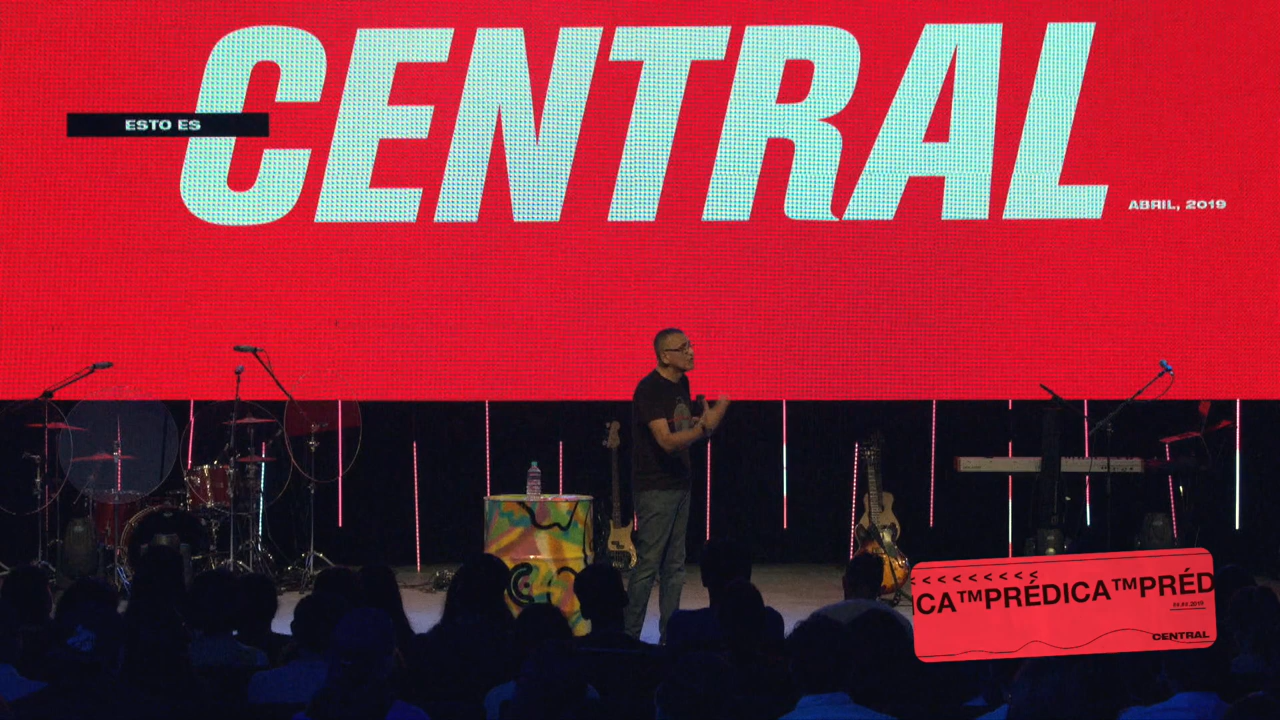 CENTRAL
ESTO ES
ABRIL, 2019
<<<<<<<<<
CA™PRÉDICA™PRÉD
CENTRAL